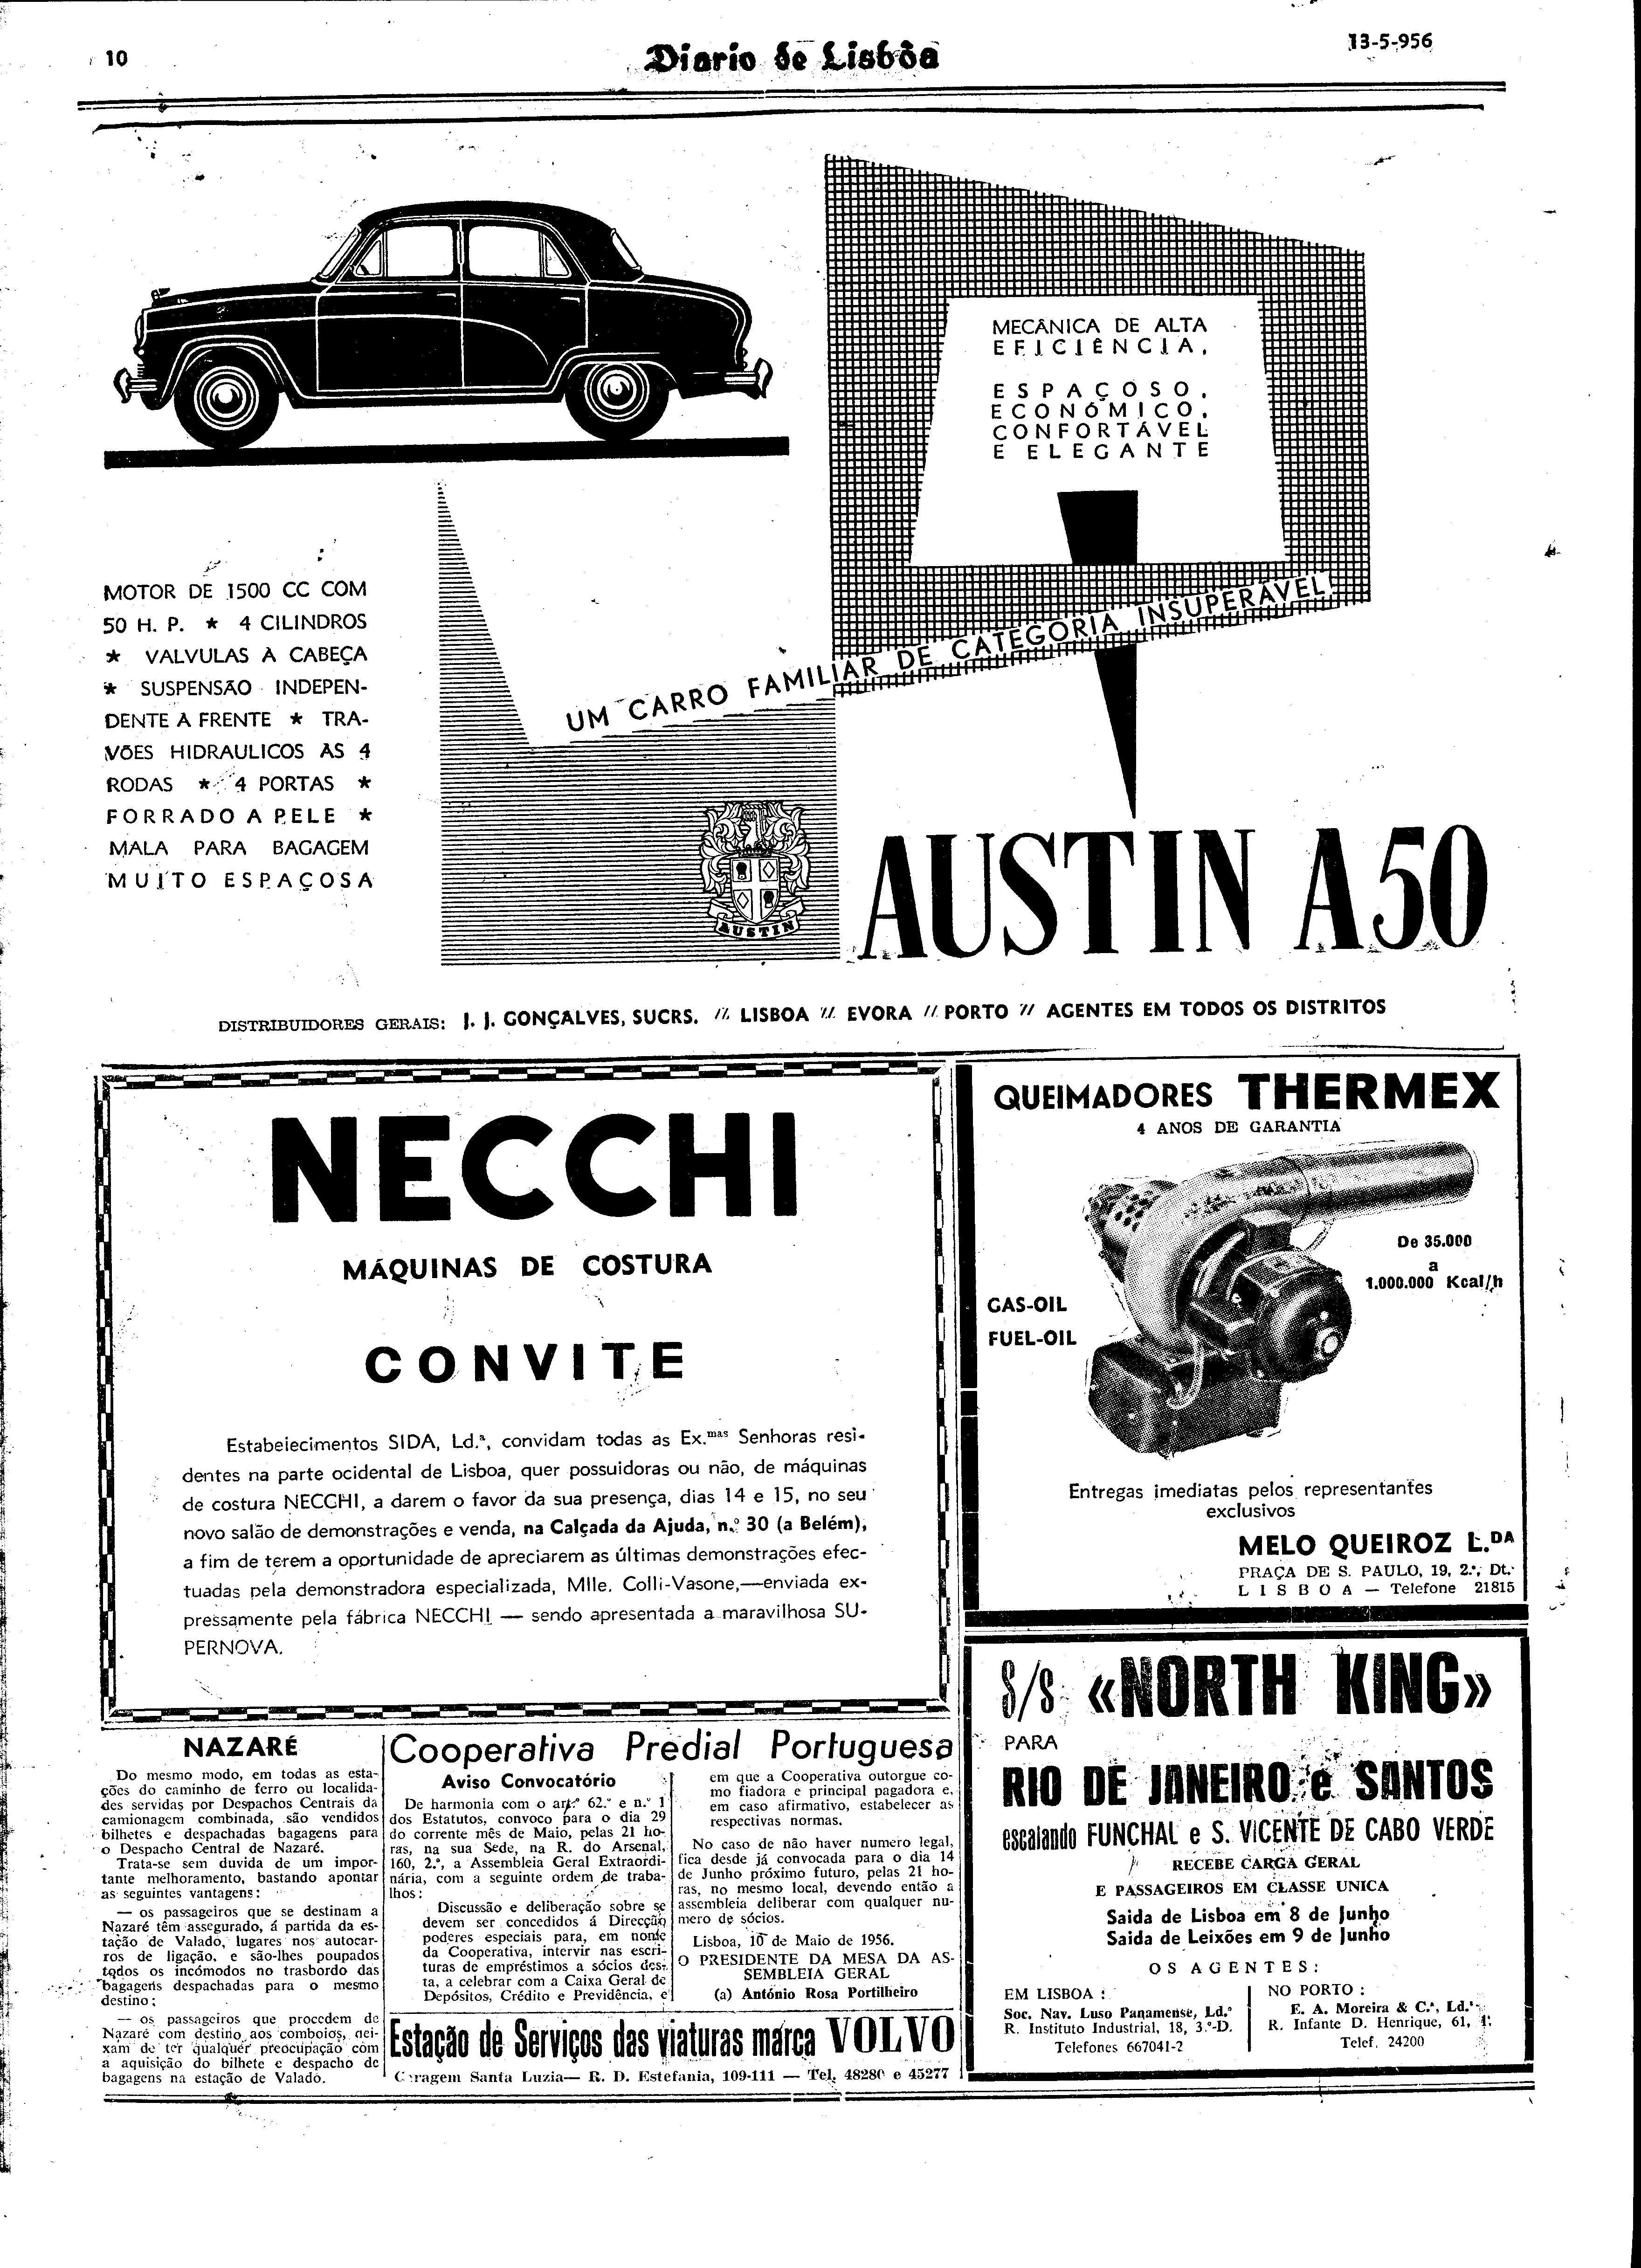 10
Diario de Lisbôa
13-5-956
MECÂNICA DE ALTA
EFICIÊNCIA,
ESPAÇOSO,
ECONÓMICO,
CONFORTÁVEL
E ELEGANTE
MOTOR DE 1500 CC COM
50 H. P. ★ 4 CILINDROS
★ VALVULAS À CABEÇA
★ SUSPENSÃO INDEPEN-
DENTE A FRENTE ★ TRA-
VÕES HIDRAULICOS AS 4
RODAS ★ 4 PORTAS ★
FORRADO A PELE ★
MALA PARA BAGAGEM
MUITO ESPAÇOSA
UM CARRO FAMILIAR DE CATEGORIA INSUPERÁVEL
AUSTIN
AUSTIN A50
DISTRIBUIDORES GERAIS: J. J. GONÇALVES, SUCRS. // LISBOA // EVORA // PORTO // AGENTES EM TODOS OS DISTRITOS
NECCHI
MÁQUINAS DE COSTURA
CONVITE
Estabelecimentos SIDA, Ld.ª, convidam todas as Ex.mas Senhoras resi-
dentes na parte ocidental de Lisboa, quer possuidoras ou não, de máquinas
de costura NECCHI, a darem o favor da sua presença, dias 14 e 15, no seu
novo salão de demonstrações e venda, na Calçada da Ajuda, n.º 30 (a Belém),
a fim de terem a oportunidade de apreciarem as últimas demonstrações efec-
tuadas pela demonstradora especializada, Mlle. Colli-Vasone,—enviada ex-
pressamente pela fábrica NECCHI — sendo apresentada a maravilhosa SU-
PERNOVA.
QUEIMADORES THERMEX
4 ANOS DE GARANTIA
De 35.000
a
1.000.000 Kcal/h
GAS-OIL
FUEL-OIL
Entregas imediatas pelos representantes
exclusivos
MELO QUEIROZ L.DA
PRAÇA DE S. PAULO, 19, 2.º, Dt.º
LISBOA — Telefone 21815
S/S «NORTH KING»
PARA
RIO DE JANEIRO e SANTOS
escalando FUNCHAL e S. VICENTE DE CABO VERDE
RECEBE CARGA GERAL
E PASSAGEIROS EM CLASSE UNICA
Saida de Lisboa em 8 de Junho
Saida de Leixões em 9 de Junho
OS AGENTES:
EM LISBOA :
Soc. Nav. Luso Panamense, Ld.ª
R. Instituto Industrial, 18, 3.º-D.
Telefones 667041-2
NO PORTO :
E. A. Moreira & C.ª, Ld.ª
R. Infante D. Henrique, 61, 1.º
Telef. 24200
NAZARÉ
Do mesmo modo, em todas as esta-
ções do caminho de ferro ou localida-
des servidas por Despachos Centrais da
camionagem combinada, são vendidos
bilhetes e despachadas bagagens para
o Despacho Central de Nazaré.
Trata-se sem duvida de um impor-
tante melhoramento, bastando apontar
as seguintes vantagens:
— os passageiros que se destinam a
Nazaré têm assegurado, á partida da es-
tação de Valado, lugares nos autocar-
ros de ligação, e são-lhes poupados
todos os incómodos no trasbordo das
bagagens despachadas para o mesmo
destino;
— os passageiros que procedem de
Nazaré com destino aos comboios, dei-
xam de ter qualquer preocupação com
a aquisição do bilhete e despacho de
bagagens na estação de Valado.
Cooperativa Predial Portuguesa
Aviso Convocatório
De harmonia com o art.º 62.º e n.º 1
dos Estatutos, convoco para o dia 29
do corrente mês de Maio, pelas 21 ho-
ras, na sua Sede, na R. do Arsenal,
160, 2.º, a Assembleia Geral Extraordi-
nária, com a seguinte ordem de traba-
lhos:
Discussão e deliberação sobre se
devem ser concedidos á Direcção
poderes especiais para, em nome
da Cooperativa, intervir nas escri-
turas de empréstimos a sócios des-
ta, a celebrar com a Caixa Geral de
Depósitos, Crédito e Previdência, e
em que a Cooperativa outorgue co-
mo fiadora e principal pagadora e,
em caso afirmativo, estabelecer as
respectivas normas.
No caso de não haver numero legal,
fica desde já convocada para o dia 14
de Junho próximo futuro, pelas 21 ho-
ras, no mesmo local, devendo então a
assembleia deliberar com qualquer nu-
mero de sócios.
Lisboa, 10 de Maio de 1956.
O PRESIDENTE DA MESA DA AS-
SEMBLEIA GERAL
(a) António Rosa Portilheiro
Estação de Serviços das viaturas marca VOLVO
Garagem Santa Luzia— R. D. Estefania, 109-111 — Tel. 48280 e 45277